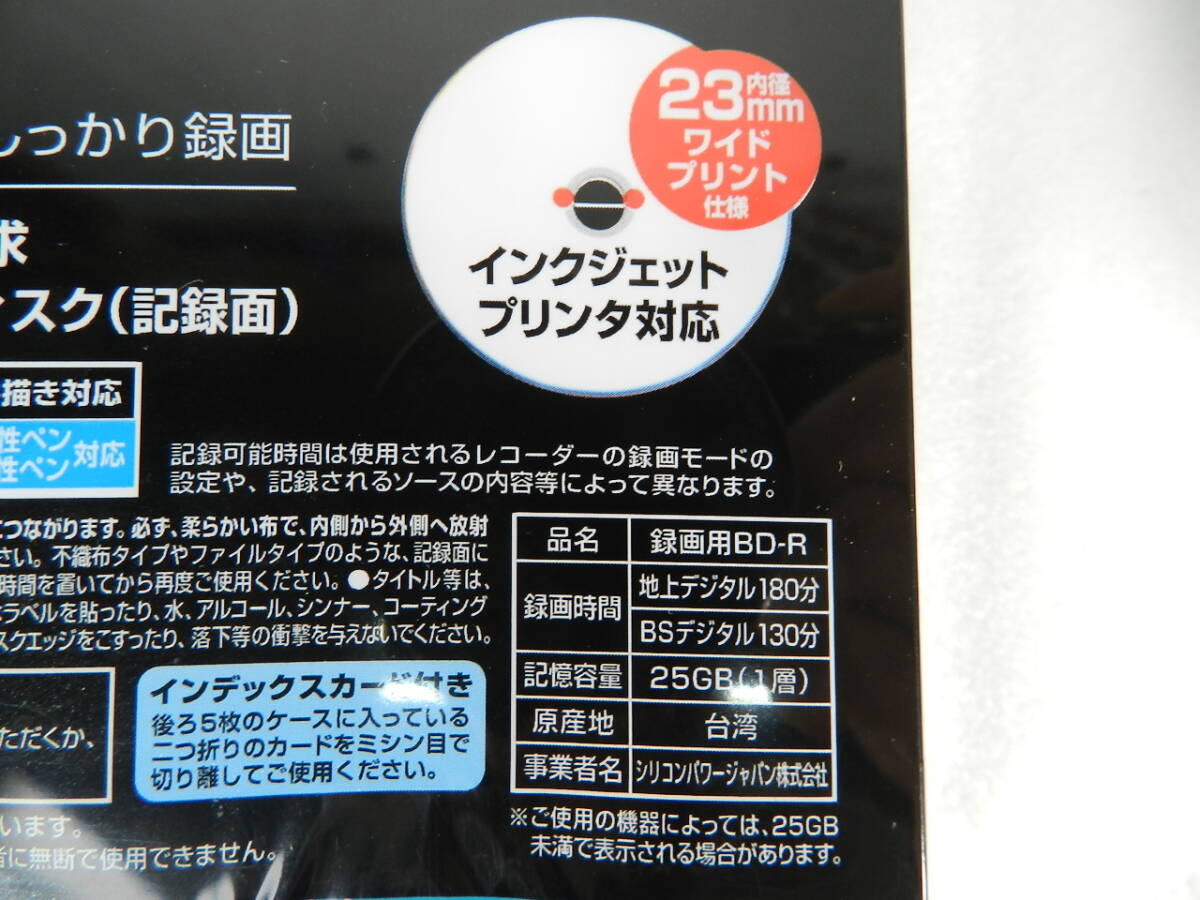 しっかり録画
求
ィスク(記録面)
内径
23mm
ワイド
プリント
仕様
インクジェット
プリンタ対応
描き対応
性ペン
性ペン
対応
記録可能時間は使用されるレコーダーの録画モードの
設定や、記録されるソースの内容等によって異なります。
につながります。必ず、柔らかい布で、内側から外側へ放射
さい。不織布タイプやファイルタイプのような、記録面に
時間を置いてから再度ご使用ください。●タイトル等は、
ラベルを貼ったり、水、アルコール、シンナー、コーティング
スクエッジをこすったり、落下等の衝撃を与えないでください。
品名 録画用BD-R
録画時間 地上デジタル180分
BSデジタル130分
記憶容量 25GB(1層)
原産地 台湾
事業者名 シリコンパワージャパン株式会社
※ご使用の機器によっては、25GB
未満で表示される場合があります。
インデックスカード付き
後ろ5枚のケースに入っている
二つ折りのカードをミシン目で
切り離してご使用ください。
ただくか、
います。
者に無断で使用できません。